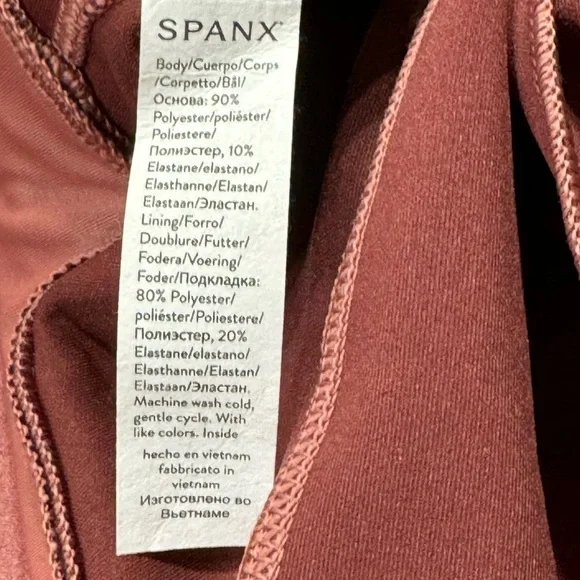 SPANX®
Body/Cuerpo/Corps
/Corpetto/Bål/
Основа: 90%
Polyester/poliéster/
Poliestere/
Полиэстер, 10%
Elastane/elastano/
Elasthanne/Elastan/
Elastaan/Эластан.
Lining/Forro/
Doublure/Futter/
Fodera/Voering/
Foder/Подкладка:
80% Polyester/
poliéster/Poliestere/
Полиэстер, 20%
Elastane/elastano/
Elasthanne/Elastan/
Elastaan/Эластан.
Machine wash cold,
gentle cycle. With
like colors. Inside
hecho en vietnam
fabbricato in
vietnam
Изготовлено во
Вьетнаме